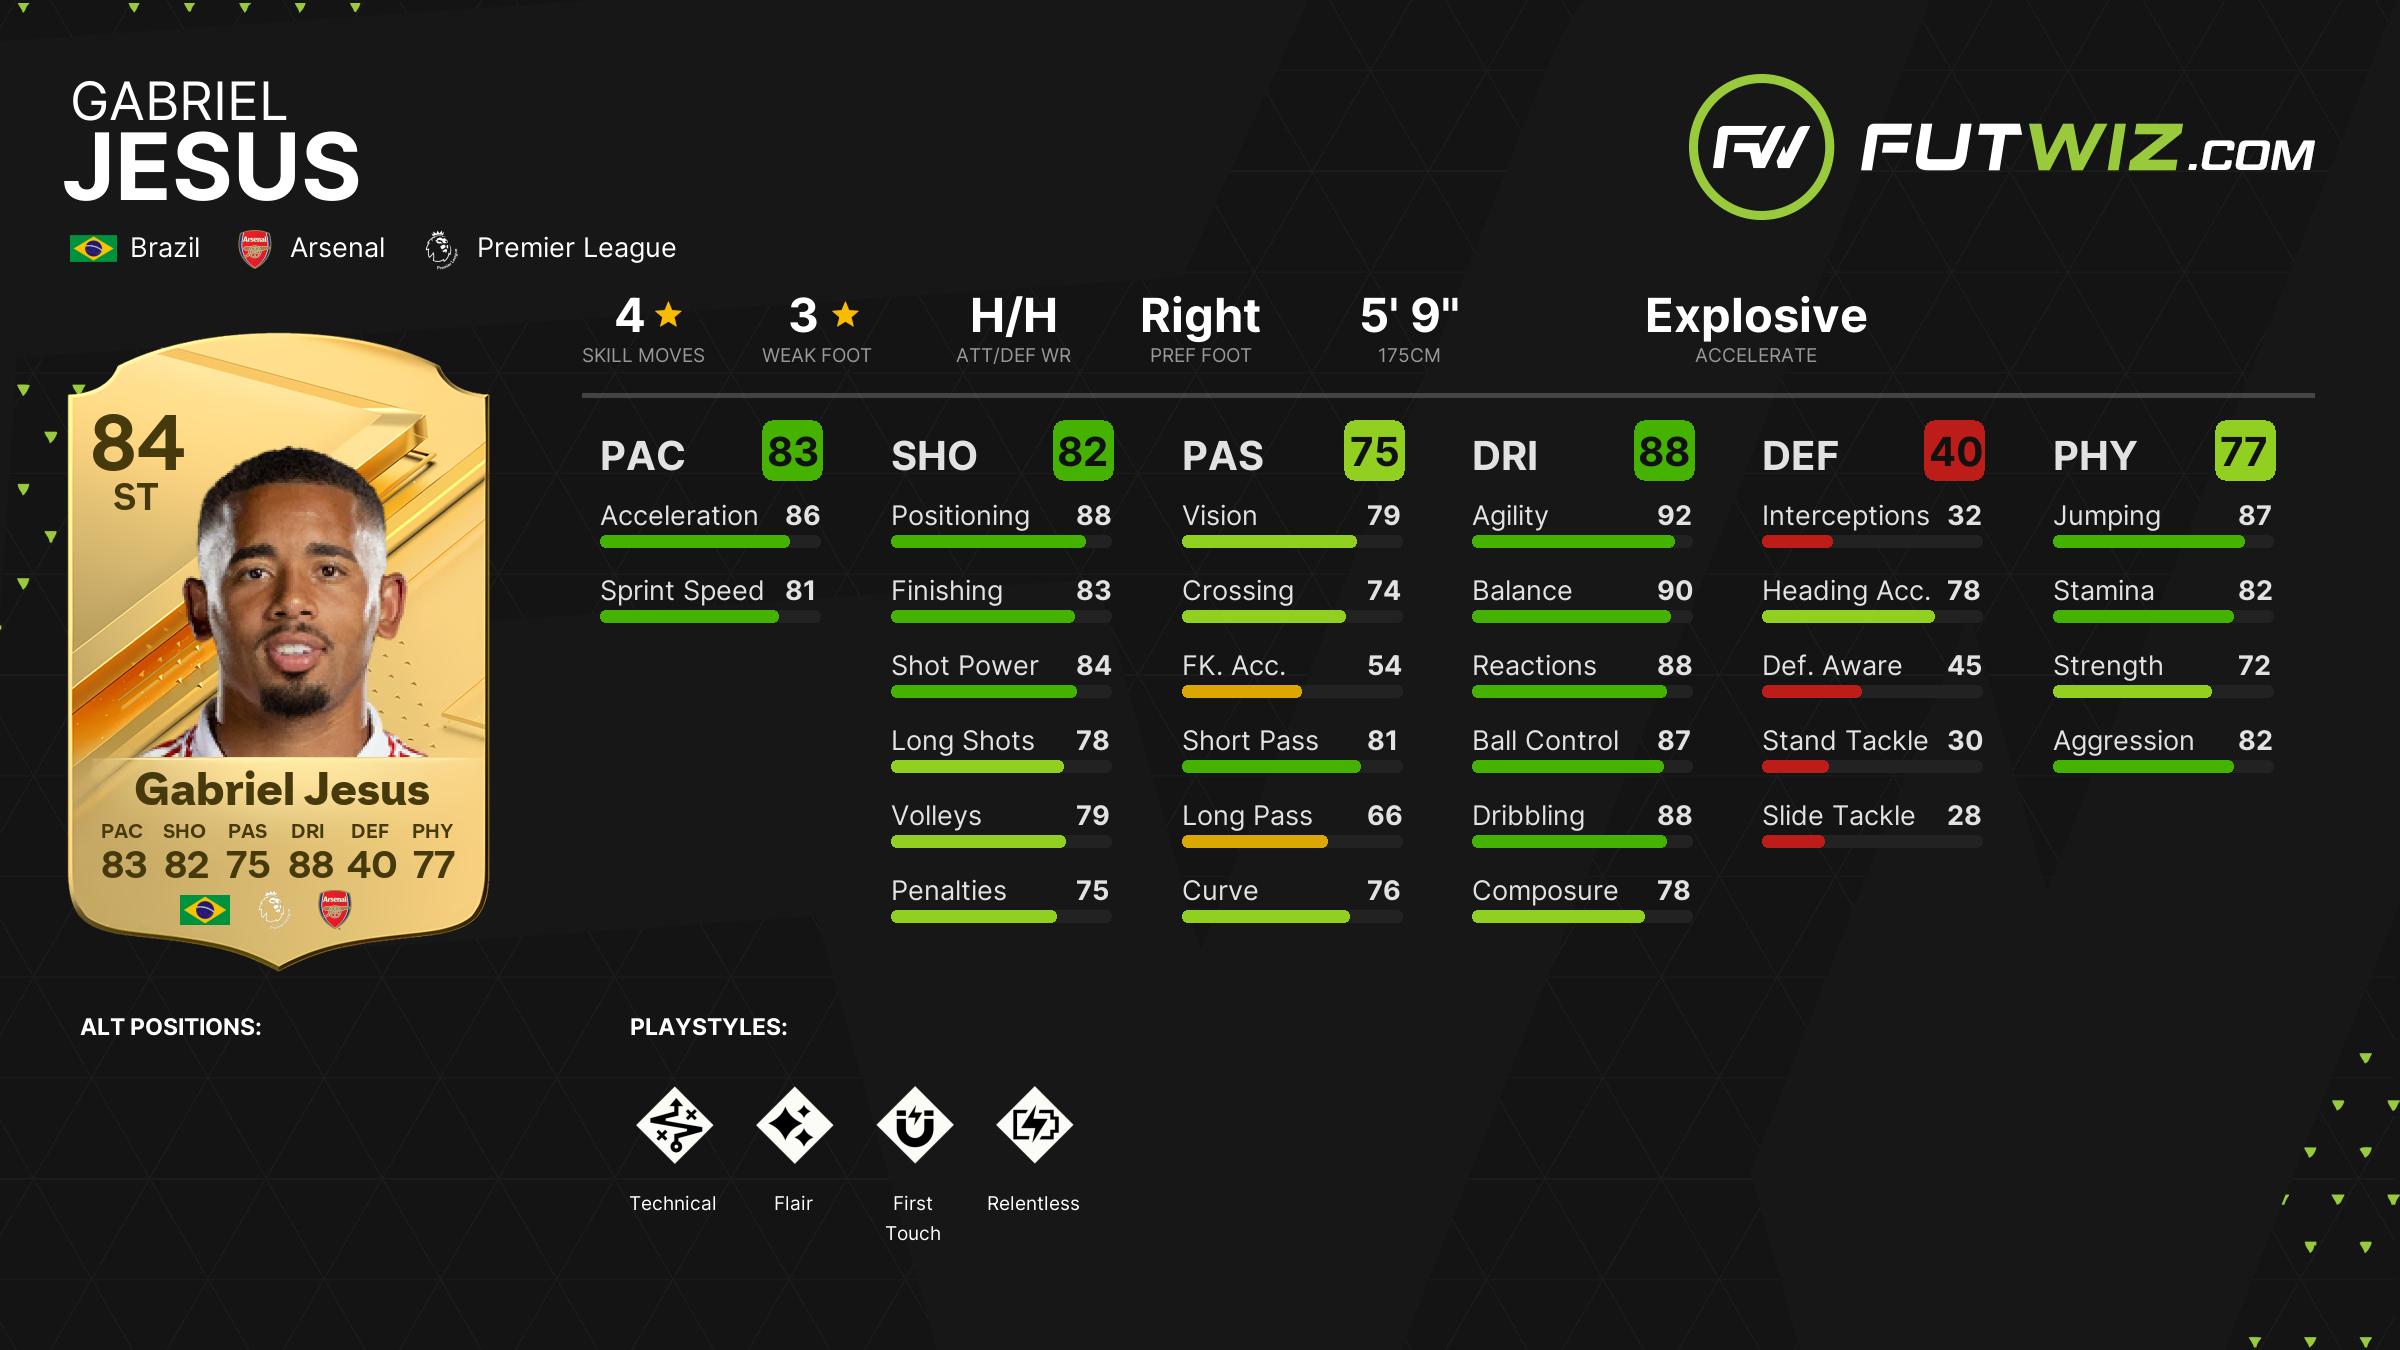 GABRIEL
JESUS
Brazil Arsenal Premier League
FW FUTWIZ.COM
4 3 H/H Right 5' 9" Explosive
SKILL MOVES WEAK FOOT ATT/DEF WR PREF FOOT 175CM ACCELERATE
84
ST
Gabriel Jesus
PAC SHO PAS DRI DEF PHY
83 82 75 88 40 77
Arsenal
PAC 83
Acceleration 86
Sprint Speed 81
SHO 82
Positioning 88
Finishing 83
Shot Power 84
Long Shots 78
Volleys 79
Penalties 75
PAS 75
Vision 79
Crossing 74
FK. Acc. 54
Short Pass 81
Long Pass 66
Curve 76
DRI 88
Agility 92
Balance 90
Reactions 88
Ball Control 87
Dribbling 88
Composure 78
DEF 40
Interceptions 32
Heading Acc. 78
Def. Aware 45
Stand Tackle 30
Slide Tackle 28
PHY 77
Jumping 87
Stamina 82
Strength 72
Aggression 82
ALT POSITIONS:
PLAYSTYLES:
Technical
Flair
First
Touch
Relentless